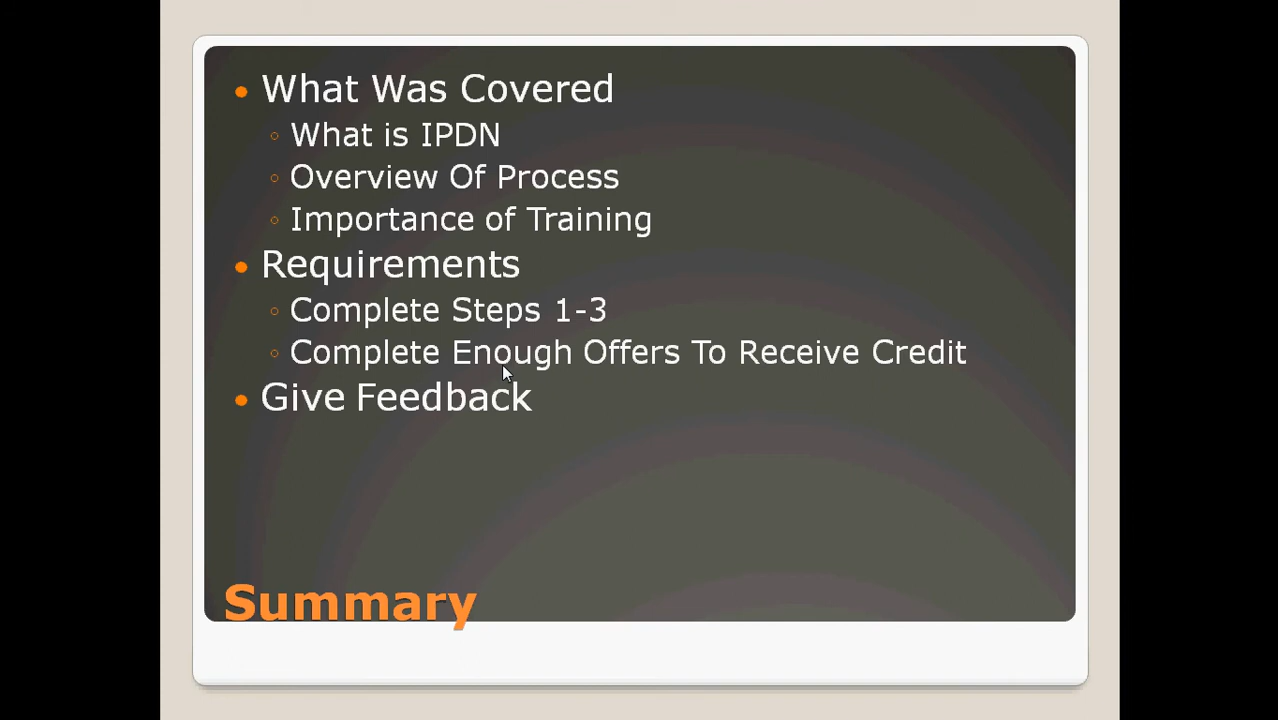 What Was Covered
What is IPDN
Overview Of Process
Importance of Training
Requirements
Complete Steps 1-3
Complete Enough Offers To Receive Credit
Give Feedback
Summary